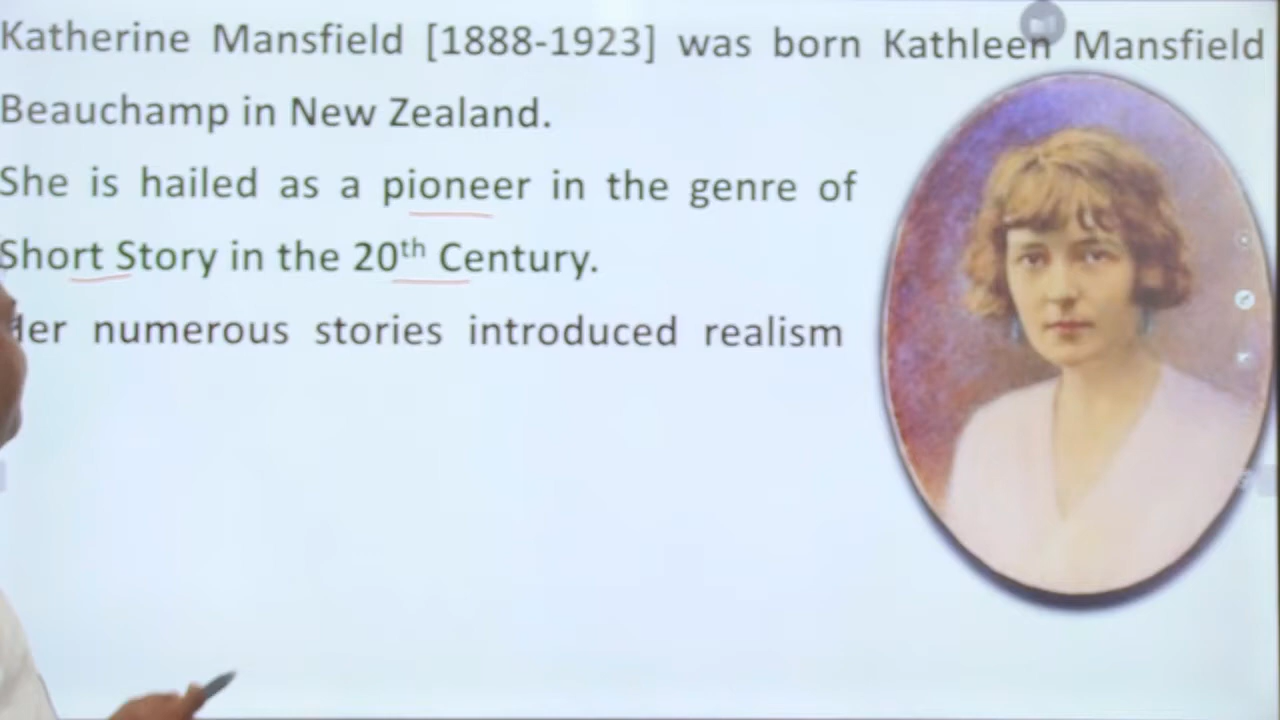 Katherine Mansfield [1888-1923] was born Kathleen Mansfield
Beauchamp in New Zealand.
She is hailed as a pioneer in the genre of
Short Story in the 20th Century.
Her numerous stories introduced realism